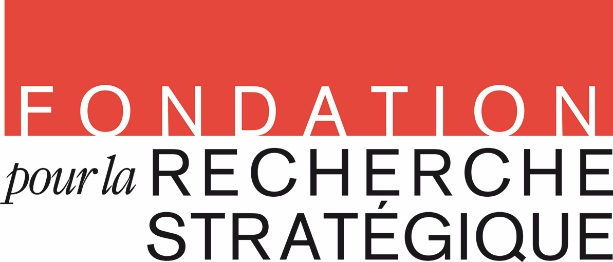 FONDATION
pour la RECHERCHE
STRATÉGIQUE